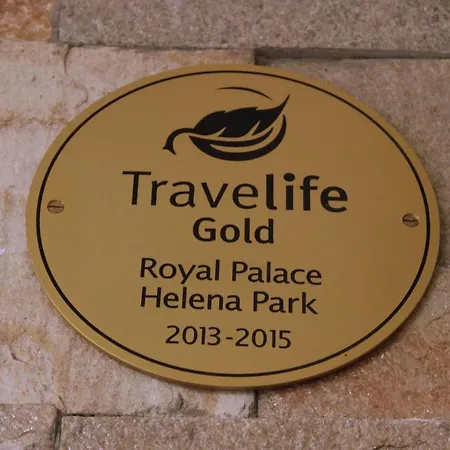 Travelife
Gold
Royal Palace
Helena Park
2013-2015